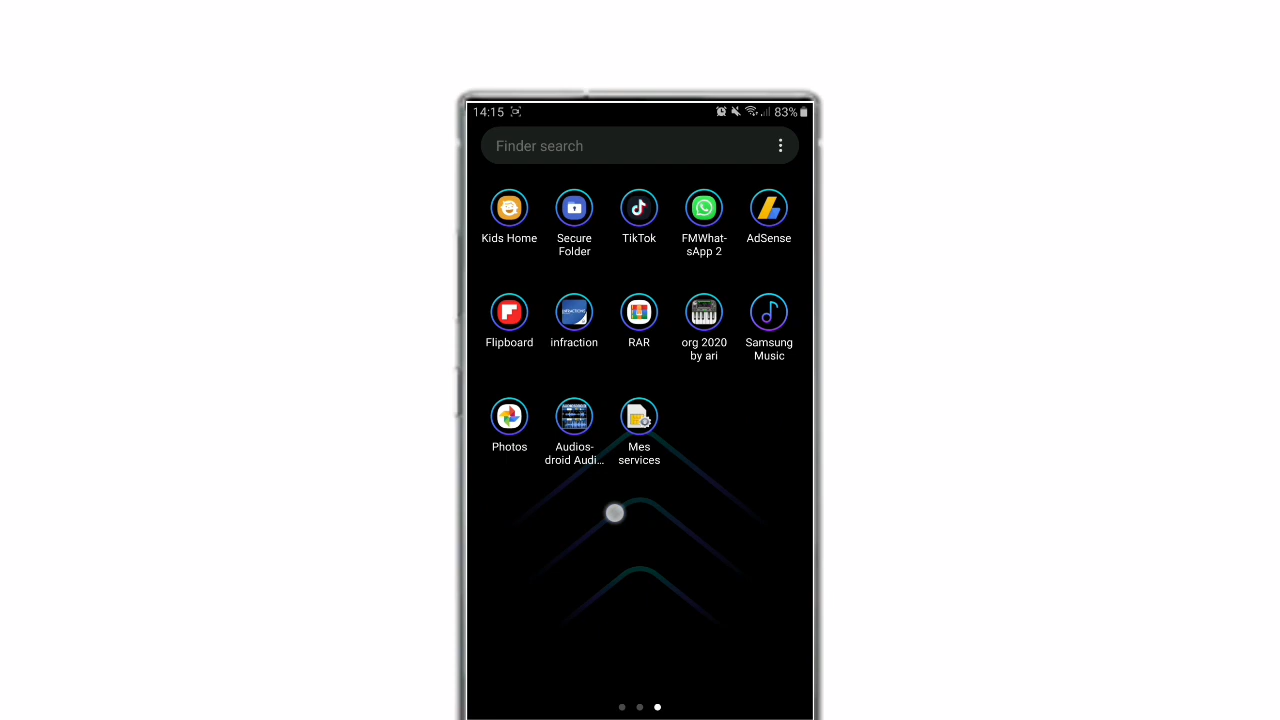 14:15
83%
Finder search
Kids Home
Secure
Folder
TikTok
FMWhat-
sApp 2
AdSense
Flipboard
infraction
RAR
org 2020
by ari
Samsung
Music
Photos
Audios-
droid Audi...
Mes
services